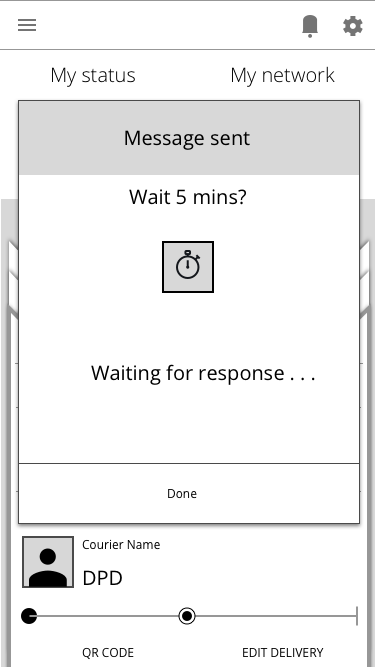 My status
My network
Message sent
Wait 5 mins?
Waiting for response . . .
Done
Courier Name
DPD
QR CODE
EDIT DELIVERY